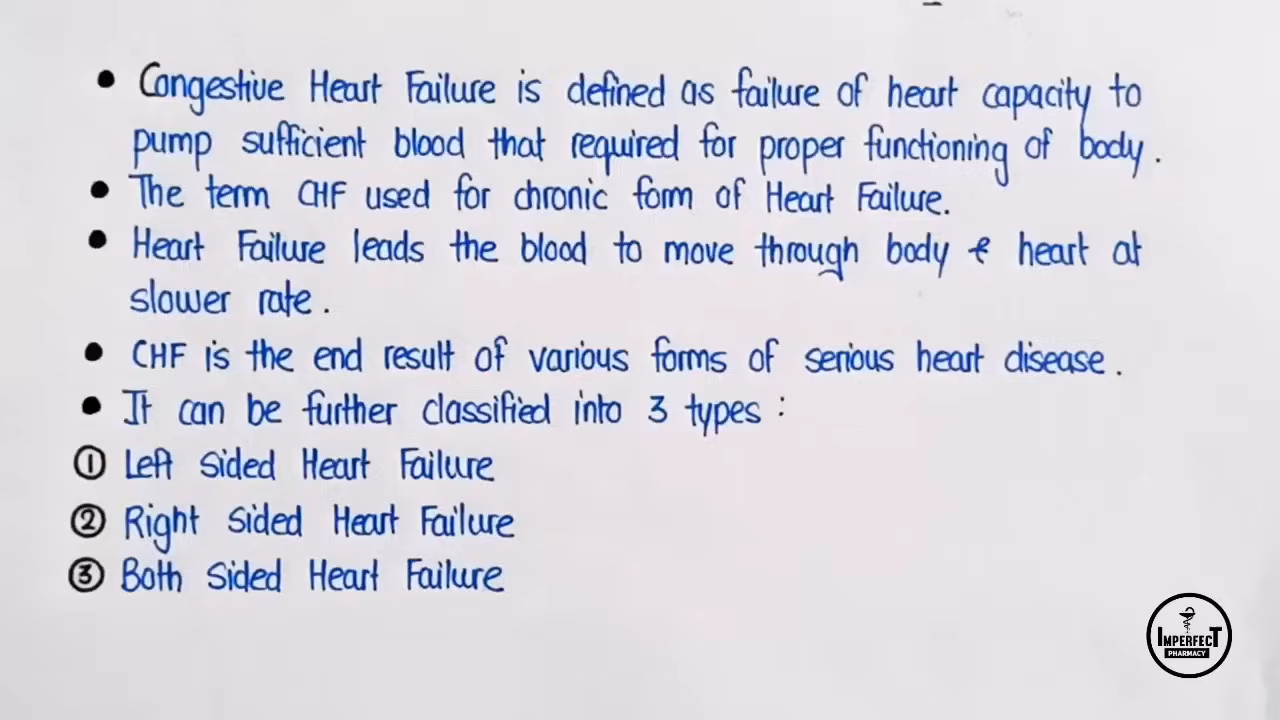 • Congestive Heart Failure is defined as failure of heart capacity to
pump sufficient blood that required for proper functioning of body.
• The term CHF used for chronic form of Heart Failure.
• Heart Failure leads the blood to move through body & heart at
slower rate.
• CHF is the end result of various forms of serious heart disease.
• It can be further classified into 3 types :
① Left Sided Heart Failure
② Right Sided Heart Failure
③ Both Sided Heart Failure
IMPERFECT
PHARMACY